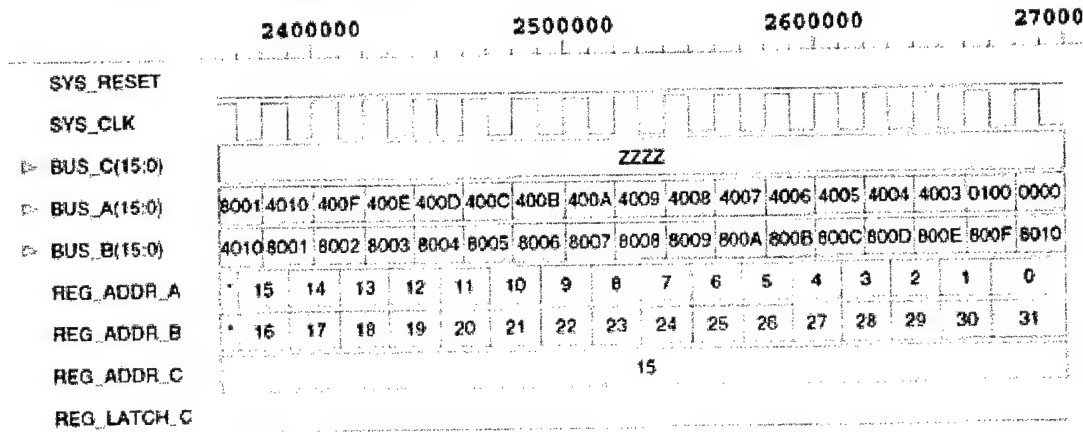 2400000 2500000 2600000 27000
SYS_RESET
SYS_CLK
BUS_C(15:0) ZZZZ
BUS_A(15:0) 8001 4010 400F 400E 400D 400C 400B 400A 4009 4008 4007 4006 4005 4004 4003 0100 0000
BUS_B(15:0) 4010 8001 8002 8003 8004 8005 8006 8007 8008 8009 800A 800B 800C 800D 800E 800F 8010
REG_ADDR_A * 15 14 13 12 11 10 9 8 7 6 5 4 3 2 1 0
REG_ADDR_B * 16 17 18 19 20 21 22 23 24 25 26 27 28 29 30 31
REG_ADDR_C 15
REG_LATCH_C